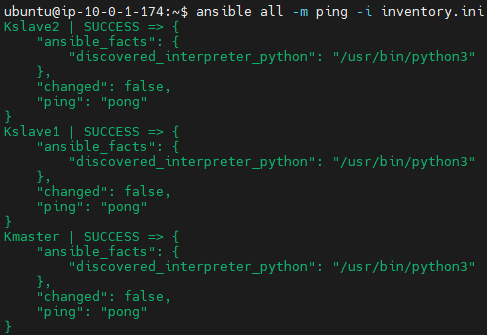 ubuntu@ip-10-0-1-174:~$ ansible all -m ping -i inventory.ini
Kslave2 | SUCCESS => {
    "ansible_facts": {
        "discovered_interpreter_python": "/usr/bin/python3"
    },
    "changed": false,
    "ping": "pong"
}
Kslave1 | SUCCESS => {
    "ansible_facts": {
        "discovered_interpreter_python": "/usr/bin/python3"
    },
    "changed": false,
    "ping": "pong"
}
Kmaster | SUCCESS => {
    "ansible_facts": {
        "discovered_interpreter_python": "/usr/bin/python3"
    },
    "changed": false,
    "ping": "pong"
}